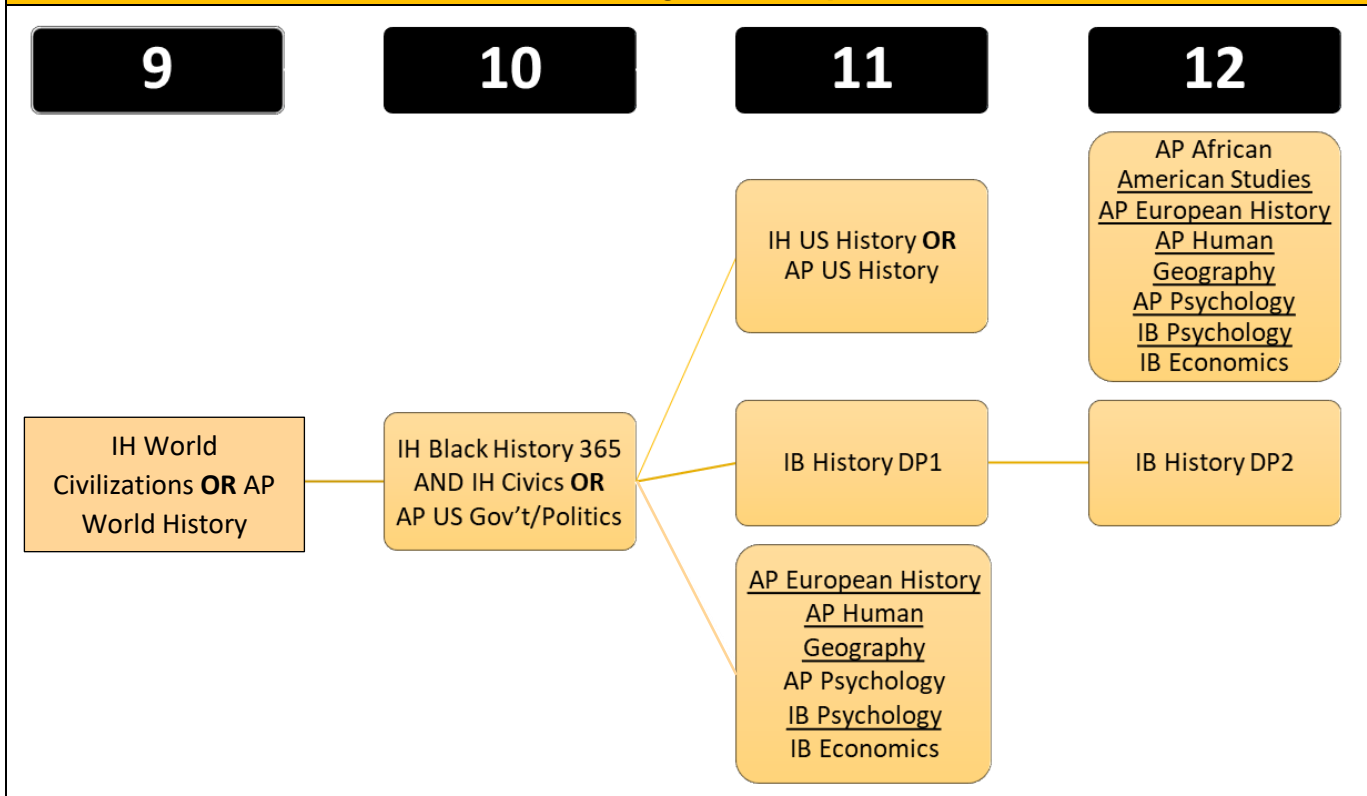 9
10
11
12
IH World
Civilizations OR AP
World History
IH Black History 365
AND IH Civics OR
AP US Gov't/Politics
IH US History OR
AP US History
IB History DP1
AP European History
AP Human
Geography
AP Psychology
IB Psychology
IB Economics
AP African
American Studies
AP European History
AP Human
Geography
AP Psychology
IB Psychology
IB Economics
IB History DP2